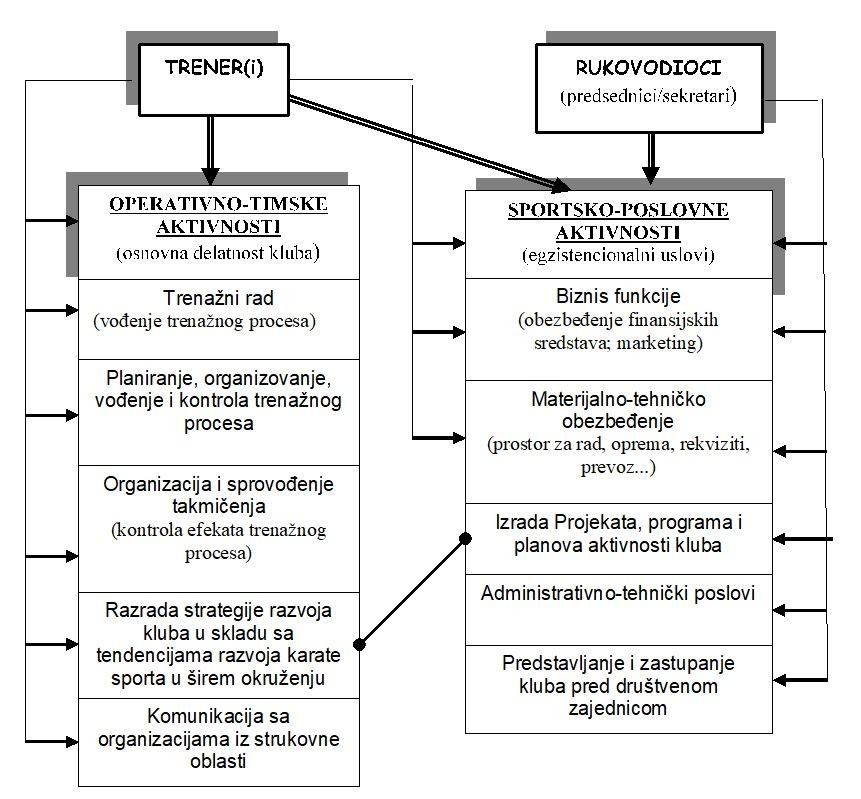 TRENER(i)
RUKOVODIOCI
(predsednici/sekretari)
OPERATIVNO-TIMSKE
AKTIVNOSTI
(osnovna delatnost kluba)
Trenažni rad
(vođenje trenažnog procesa)
Planiranje, organizovanje,
vođenje i kontrola trenažnog
procesa
Organizacija i sprovođenje
takmičenja
(kontrola efekata trenažnog
procesa)
Razrada strategije razvoja
kluba u skladu sa
tendencijama razvoja karate
sporta u širem okruženju
Komunikacija sa
organizacijama iz strukovne
oblasti
SPORTSKO-POSLOVNE
AKTIVNOSTI
(egzistencionalni uslovi)
Biznis funkcije
(obezbeđenje finansijskih
sredstava; marketing)
Materijalno-tehničko
obezbeđenje
(prostor za rad, oprema, rekviziti,
prevoz...)
Izrada Projekata, programa i
planova aktivnosti kluba
Administrativno-tehnički poslovi
Predstavljanje i zastupanje
kluba pred društvenom
zajednicom